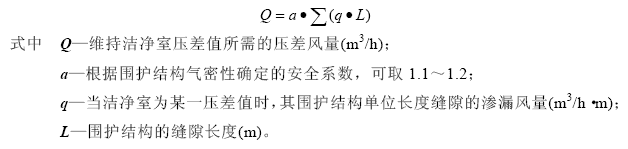 Q = a • ∑(q • L)
式中 Q—维持洁净室压差值所需的压差风量(m³/h)；
a—根据围护结构气密性确定的安全系数，可取 1.1～1.2；
q—当洁净室为某一压差值时，其围护结构单位长度缝隙的渗漏风量(m³/h •m)；
L—围护结构的缝隙长度(m)。